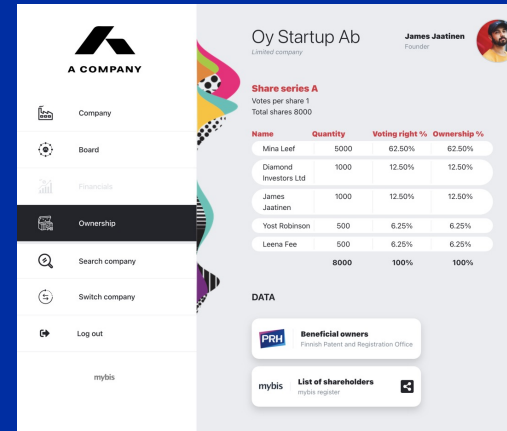 A COMPANY
Company
Board
Financials
Ownership
Search company
Switch company
Log out
mybis
Oy Startup Ab
Limited company
James Jaatinen
Founder
Share series A
Votes per share 1
Total shares 8000
Name Quantity Voting right % Ownership %
Mina Leef 5000 62.50% 62.50%
Diamond 1000 12.50% 12.50%
Investors Ltd
James 1000 12.50% 12.50%
Jaatinen
Yost Robinson 500 6.25% 6.25%
Leena Fee 500 6.25% 6.25%
8000 100% 100%
DATA
PRH
Beneficial owners
Finnish Patent and Registration Office
mybis
List of shareholders
mybis register